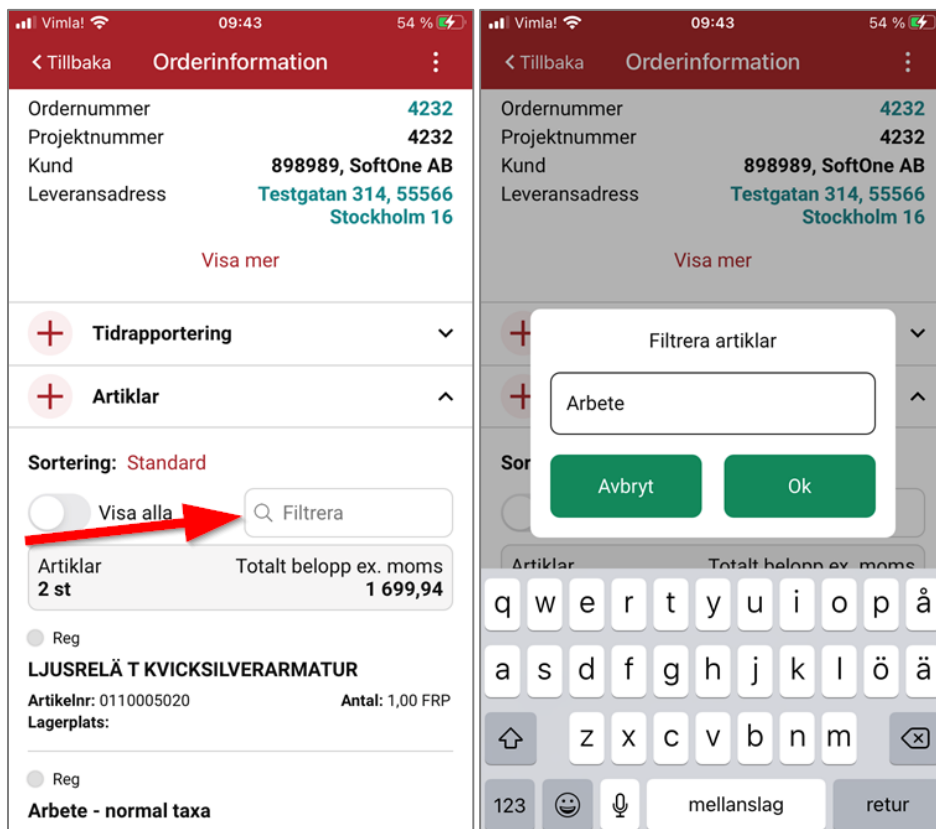 Vimla! 09:43 54 %
Tillbaka Orderinformation
Ordernummer 4232
Projektnummer 4232
Kund 898989, SoftOne AB
Leveransadress Testgatan 314, 55566
Stockholm 16
Visa mer
Tidrapportering
Artiklar
Sortering: Standard
Visa alla Filtrera
Artiklar Totalt belopp ex. moms
2 st 1 699,94
Reg
LJUSRELÄ T KVICKSILVERARMATUR
Artikelnr: 0110005020 Antal: 1,00 FRP
Lagerplats:
Reg
Arbete - normal taxa
Vimla! 09:43 54 %
Tillbaka Orderinformation
Ordernummer 4232
Projektnummer 4232
Kund 898989, SoftOne AB
Leveransadress Testgatan 314, 55566
Stockholm 16
Visa mer
Filtrera artiklar
Arbete
Sor
Avbryt Ok
Artiklar Totalt belopp ex. moms
q w e r t y u i o p å
a s d f g h j k l ö ä
z x c v b n m
123 mellanslag retur